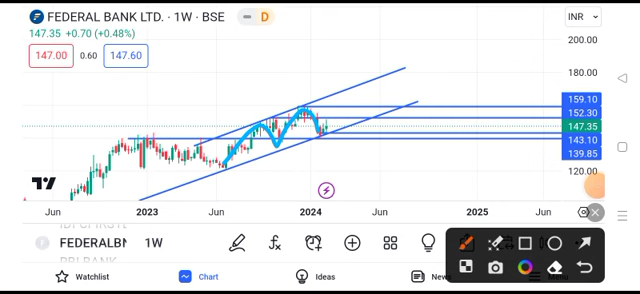 FEDERAL BANK LTD. · 1W · BSE
D
INR
147.35 +0.70 (+0.48%)
147.00 0.60 147.60
200.00
180.00
159.10
152.30
147.35
143.10
139.85
120.00
Jun 2023 Jun 2024 Jun 2025 Jun
FEDERALBN 1W
Watchlist Chart Ideas News Menu